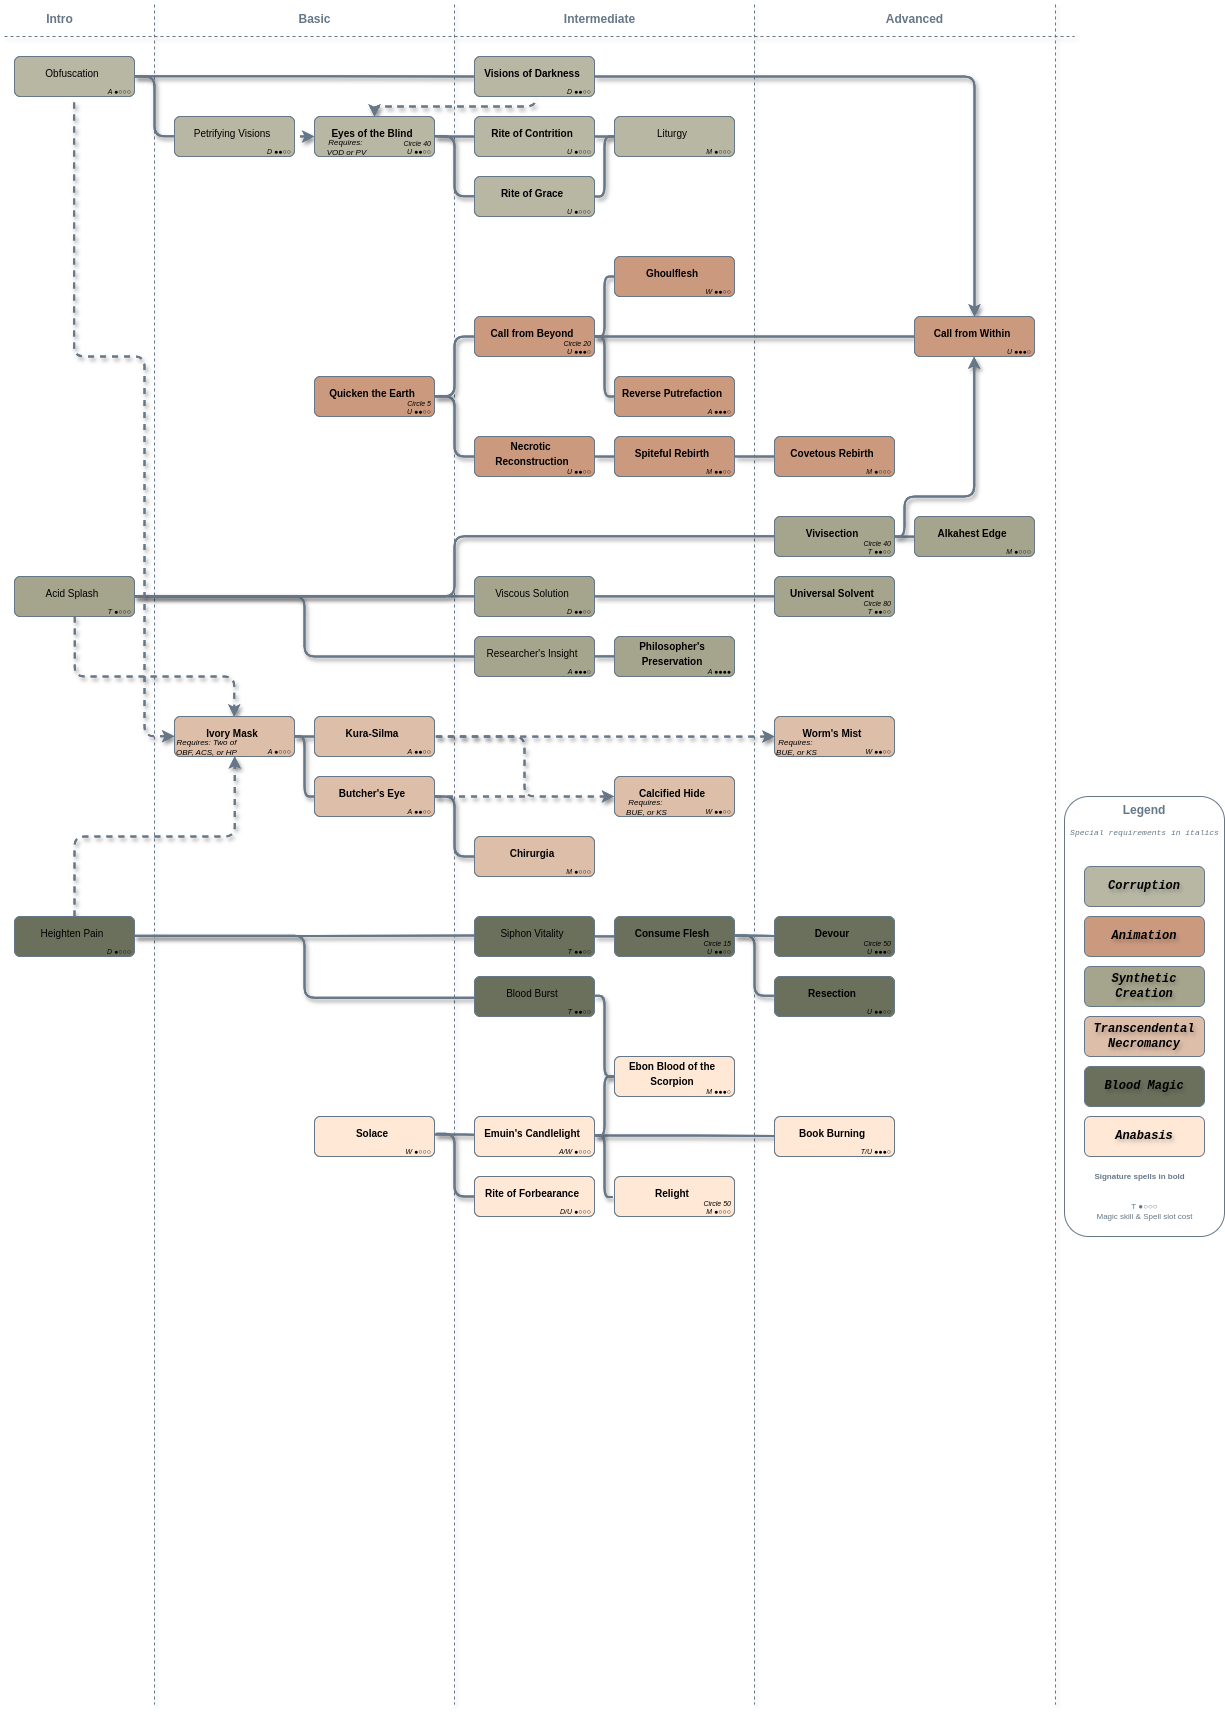 Intro
Basic
Intermediate
Advanced
Obfuscation
A ●○○○
Visions of Darkness
D ●●○○
Petrifying Visions
D ●●○○
Eyes of the Blind
Requires:
VOD or PV
Circle 40
U ●●○○
Rite of Contrition
U ●○○○
Liturgy
M ●○○○
Rite of Grace
U ●○○○
Ghoulflesh
W ●●○○
Call from Beyond
Circle 20
U ●●●○
Call from Within
U ●●●○
Quicken the Earth
Circle 5
U ●●○○
Reverse Putrefaction
A ●●●○
Necrotic
Reconstruction
U ●●○○
Spiteful Rebirth
M ●●○○
Covetous Rebirth
M ●○○○
Vivisection
Circle 40
T ●●○○
Alkahest Edge
M ●○○○
Acid Splash
T ●○○○
Viscous Solution
D ●●○○
Universal Solvent
Circle 80
T ●●○○
Researcher's Insight
A ●●●○
Philosopher's
Preservation
A ●●●●
Ivory Mask
Requires: Two of
OBF, ACS, or HP
A ●○○○
Kura-Silma
A ●●○○
Worm's Mist
Requires:
BUE, or KS
W ●●○○
Butcher's Eye
A ●●○○
Calcified Hide
Requires:
BUE, or KS
W ●●○○
Chirurgia
M ●○○○
Heighten Pain
D ●○○○
Siphon Vitality
T ●●○○
Consume Flesh
Circle 15
U ●●○○
Devour
Circle 50
U ●●●○
Blood Burst
T ●●○○
Resection
U ●●○○
Ebon Blood of the
Scorpion
M ●●●○
Solace
W ●○○○
Emuin's Candlelight
A/W ●○○○
Book Burning
T/U ●●●○
Rite of Forbearance
D/U ●○○○
Relight
Circle 50
M ●○○○
Legend
Special requirements in italics
Corruption
Animation
Synthetic
Creation
Transcendental
Necromancy
Blood Magic
Anabasis
Signature spells in bold
T ●○○○
Magic skill & Spell slot cost